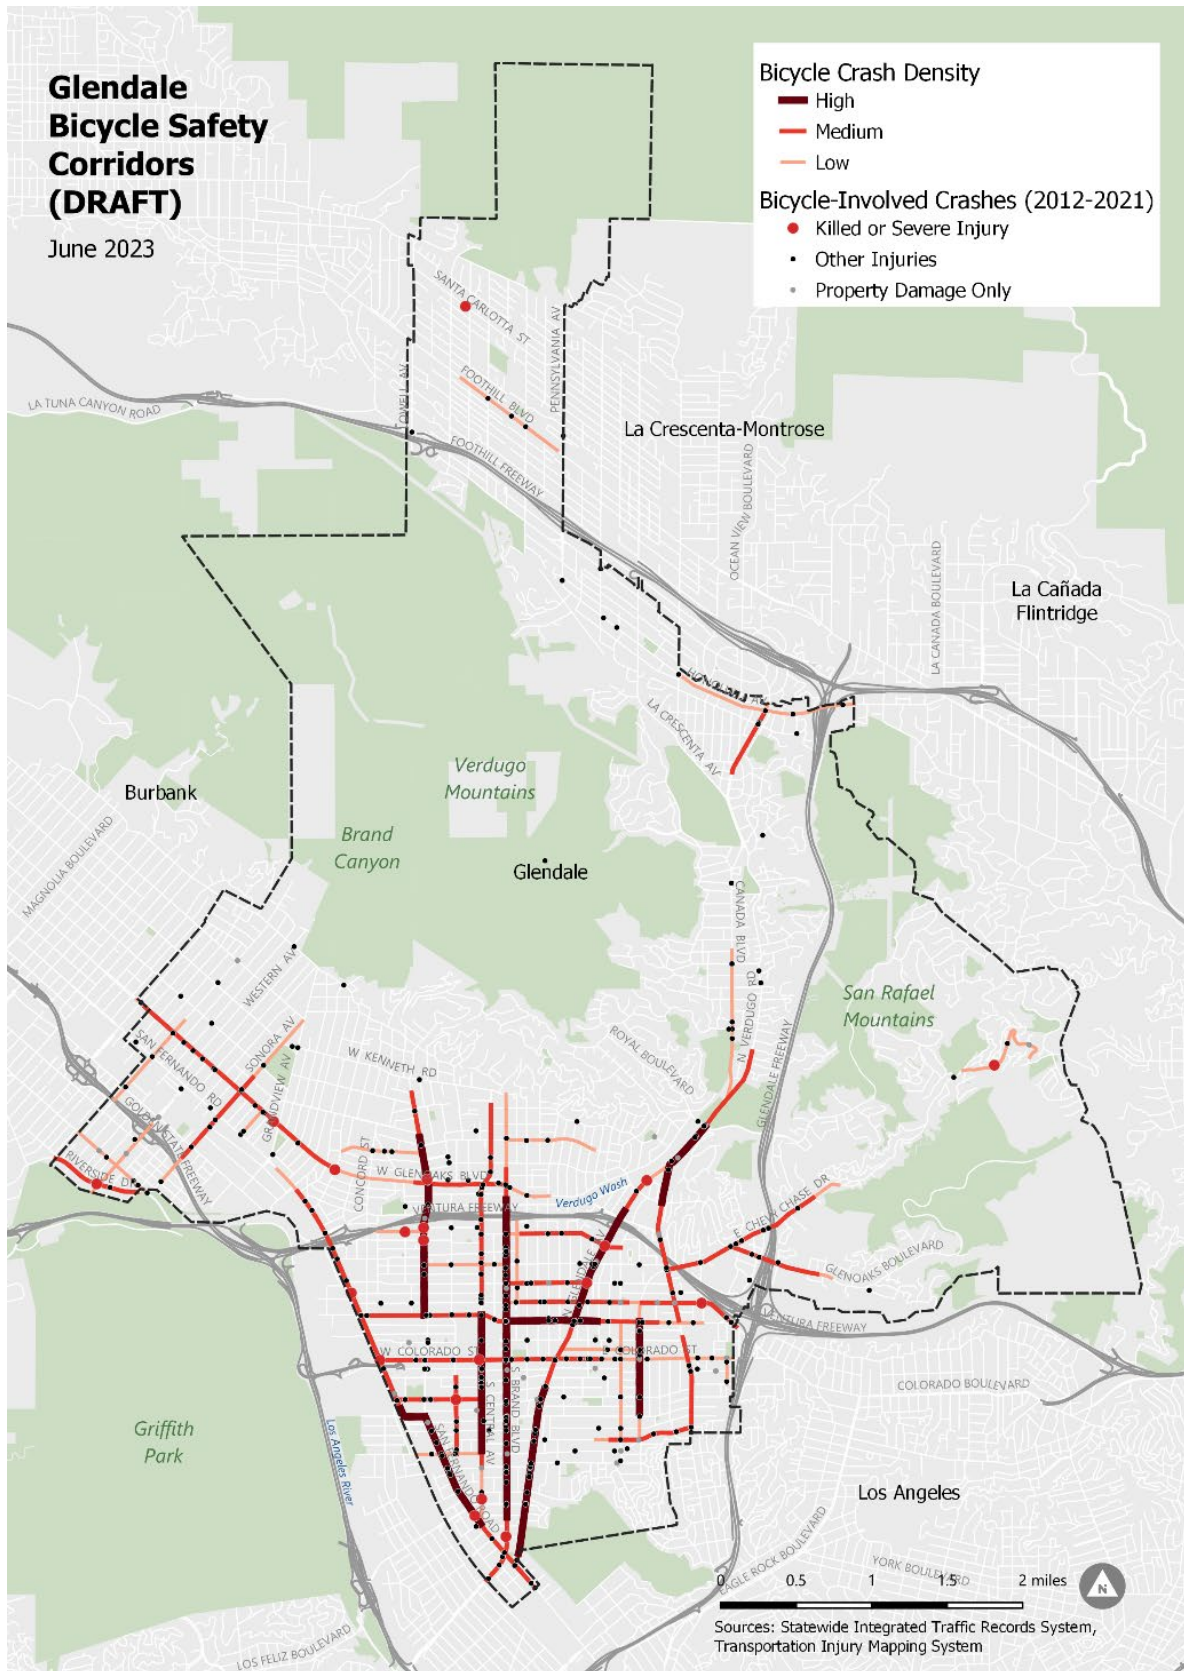 Glendale
Bicycle Safety
Corridors
(DRAFT)
June 2023
Bicycle Crash Density
High
Medium
Low
Bicycle-Involved Crashes (2012-2021)
Killed or Severe Injury
Other Injuries
Property Damage Only
SANTA CARLOTTA ST
PENNSYLVANIA AV
FOOTHILL BLVD
LOWELL AV
LA TUNA CANYON ROAD
FOOTHILL FREEWAY
La Crescenta-Montrose
OCEAN VIEW BOULEVARD
LA CANADA BOULEVARD
La Cañada
Flintridge
HONOLULU AV
LA CRESCENTA AV
Verdugo
Mountains
Burbank
Brand
Canyon
MAGNOLIA BOULEVARD
Glendale
CANADA BLVD
N VERDUGO RD
WESTERN AV
San Rafael
Mountains
ROYAL BOULEVARD
GLENDALE FREEWAY
SAN FERNANDO RD
SONORA AV
GRANDVIEW AV
W KENNETH RD
GOLDEN STATE FREEWAY
RIVERSIDE DR
CONCORD ST
W GLENOAKS BLVD
Verdugo Wash
VENTURA FREEWAY
E CHEVY CHASE DR
GLENOAKS BOULEVARD
N GLENDALE AV
VENTURA FREEWAY
W COLORADO ST
E COLORADO ST
COLORADO BOULEVARD
S CENTRAL AV
S BRAND BLVD
SAN FERNANDO ROAD
Griffith
Park
Los Angeles River
Los Angeles
EAGLE ROCK BOULEVARD
YORK BOULEVARD
LOS FELIZ BOULEVARD
0 0.5 1 1.5 2 miles
N
Sources: Statewide Integrated Traffic Records System,
Transportation Injury Mapping System